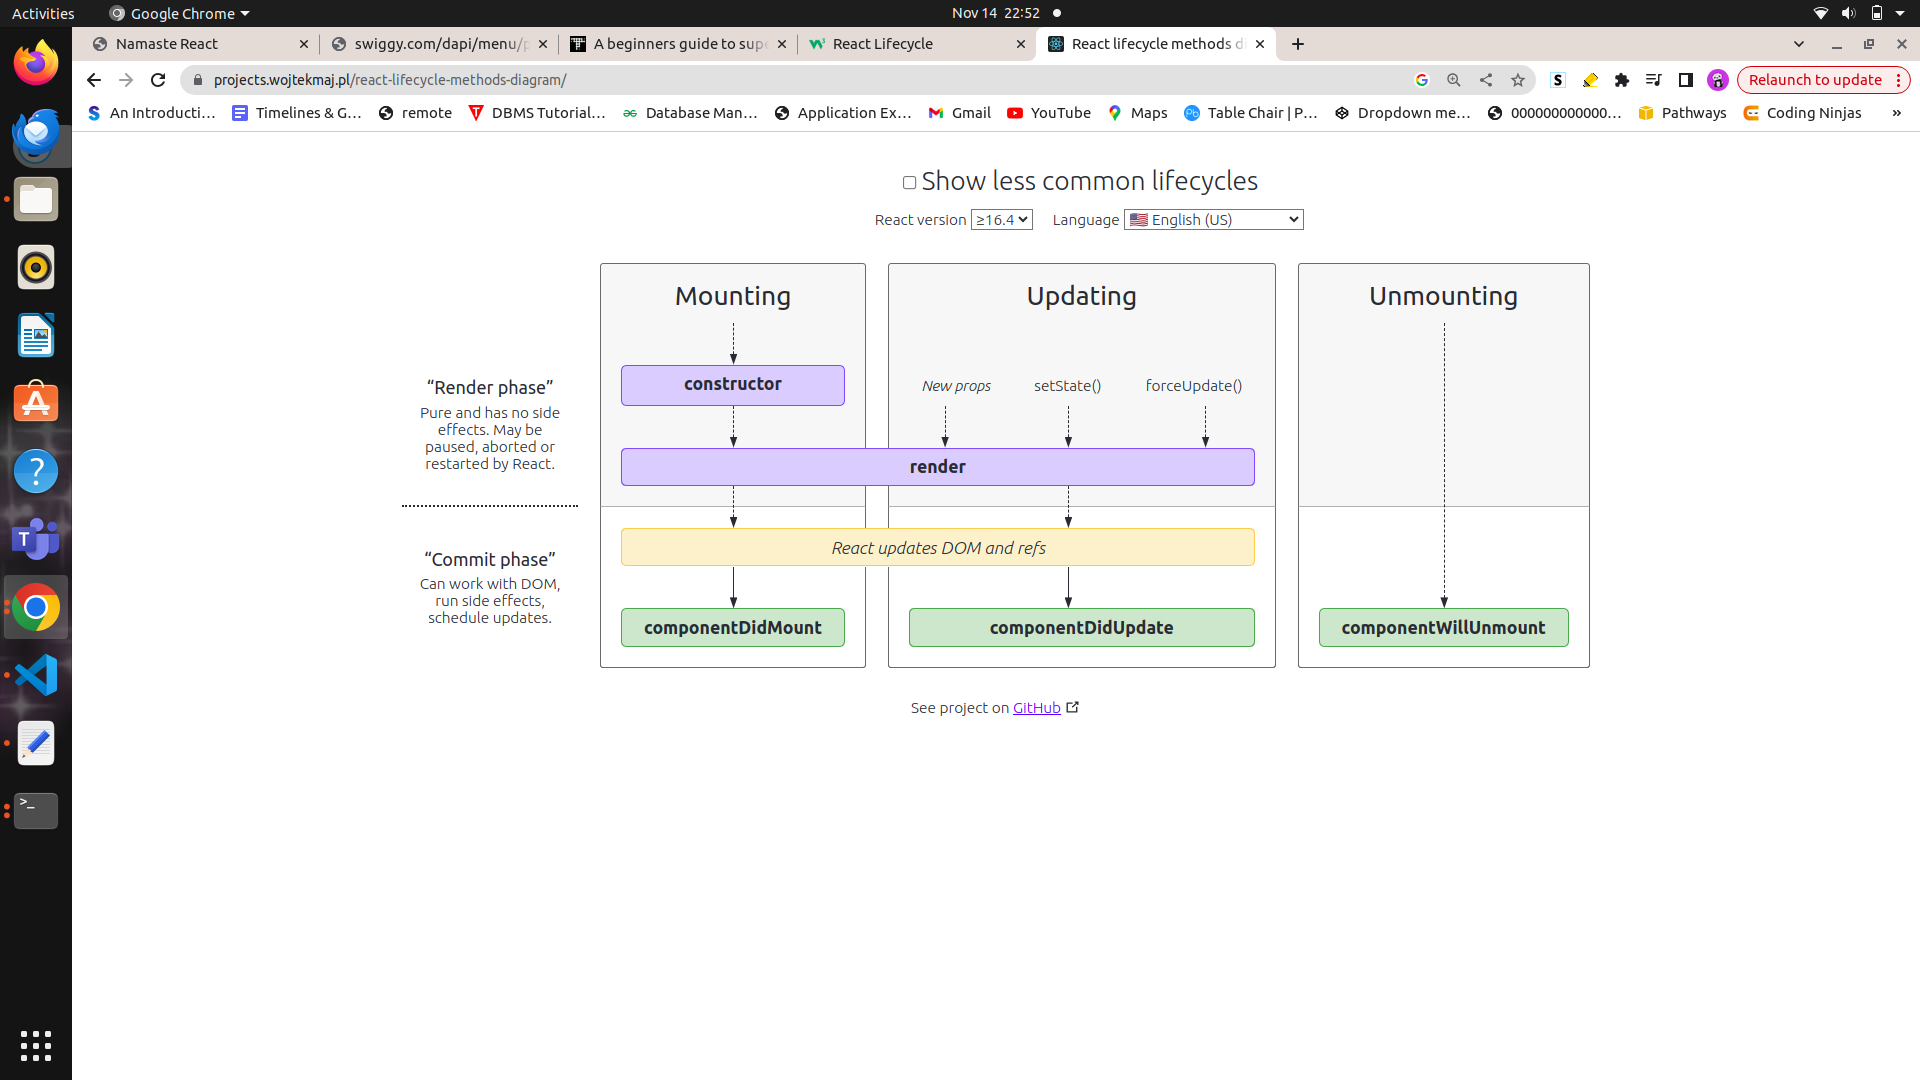 Activities
Google Chrome
Nov 14 22:52
Namaste React
swiggy.com/dapi/menu/p
A beginners guide to supe
React Lifecycle
React lifecycle methods di
projects.wojtekmaj.pl/react-lifecycle-methods-diagram/
Relaunch to update
An Introducti…
Timelines & G…
remote
DBMS Tutorial…
Database Man…
Application Ex…
Gmail
YouTube
Maps
Table Chair | P…
Dropdown me…
000000000000…
Pathways
Coding Ninjas
»
Show less common lifecycles
React version ≥16.4 Language English (US)
Mounting
Updating
Unmounting
“Render phase”
Pure and has no side
effects. May be
paused, aborted or
restarted by React.
constructor
New props
setState()
forceUpdate()
render
“Commit phase”
Can work with DOM,
run side effects,
schedule updates.
React updates DOM and refs
componentDidMount
componentDidUpdate
componentWillUnmount
See project on GitHub